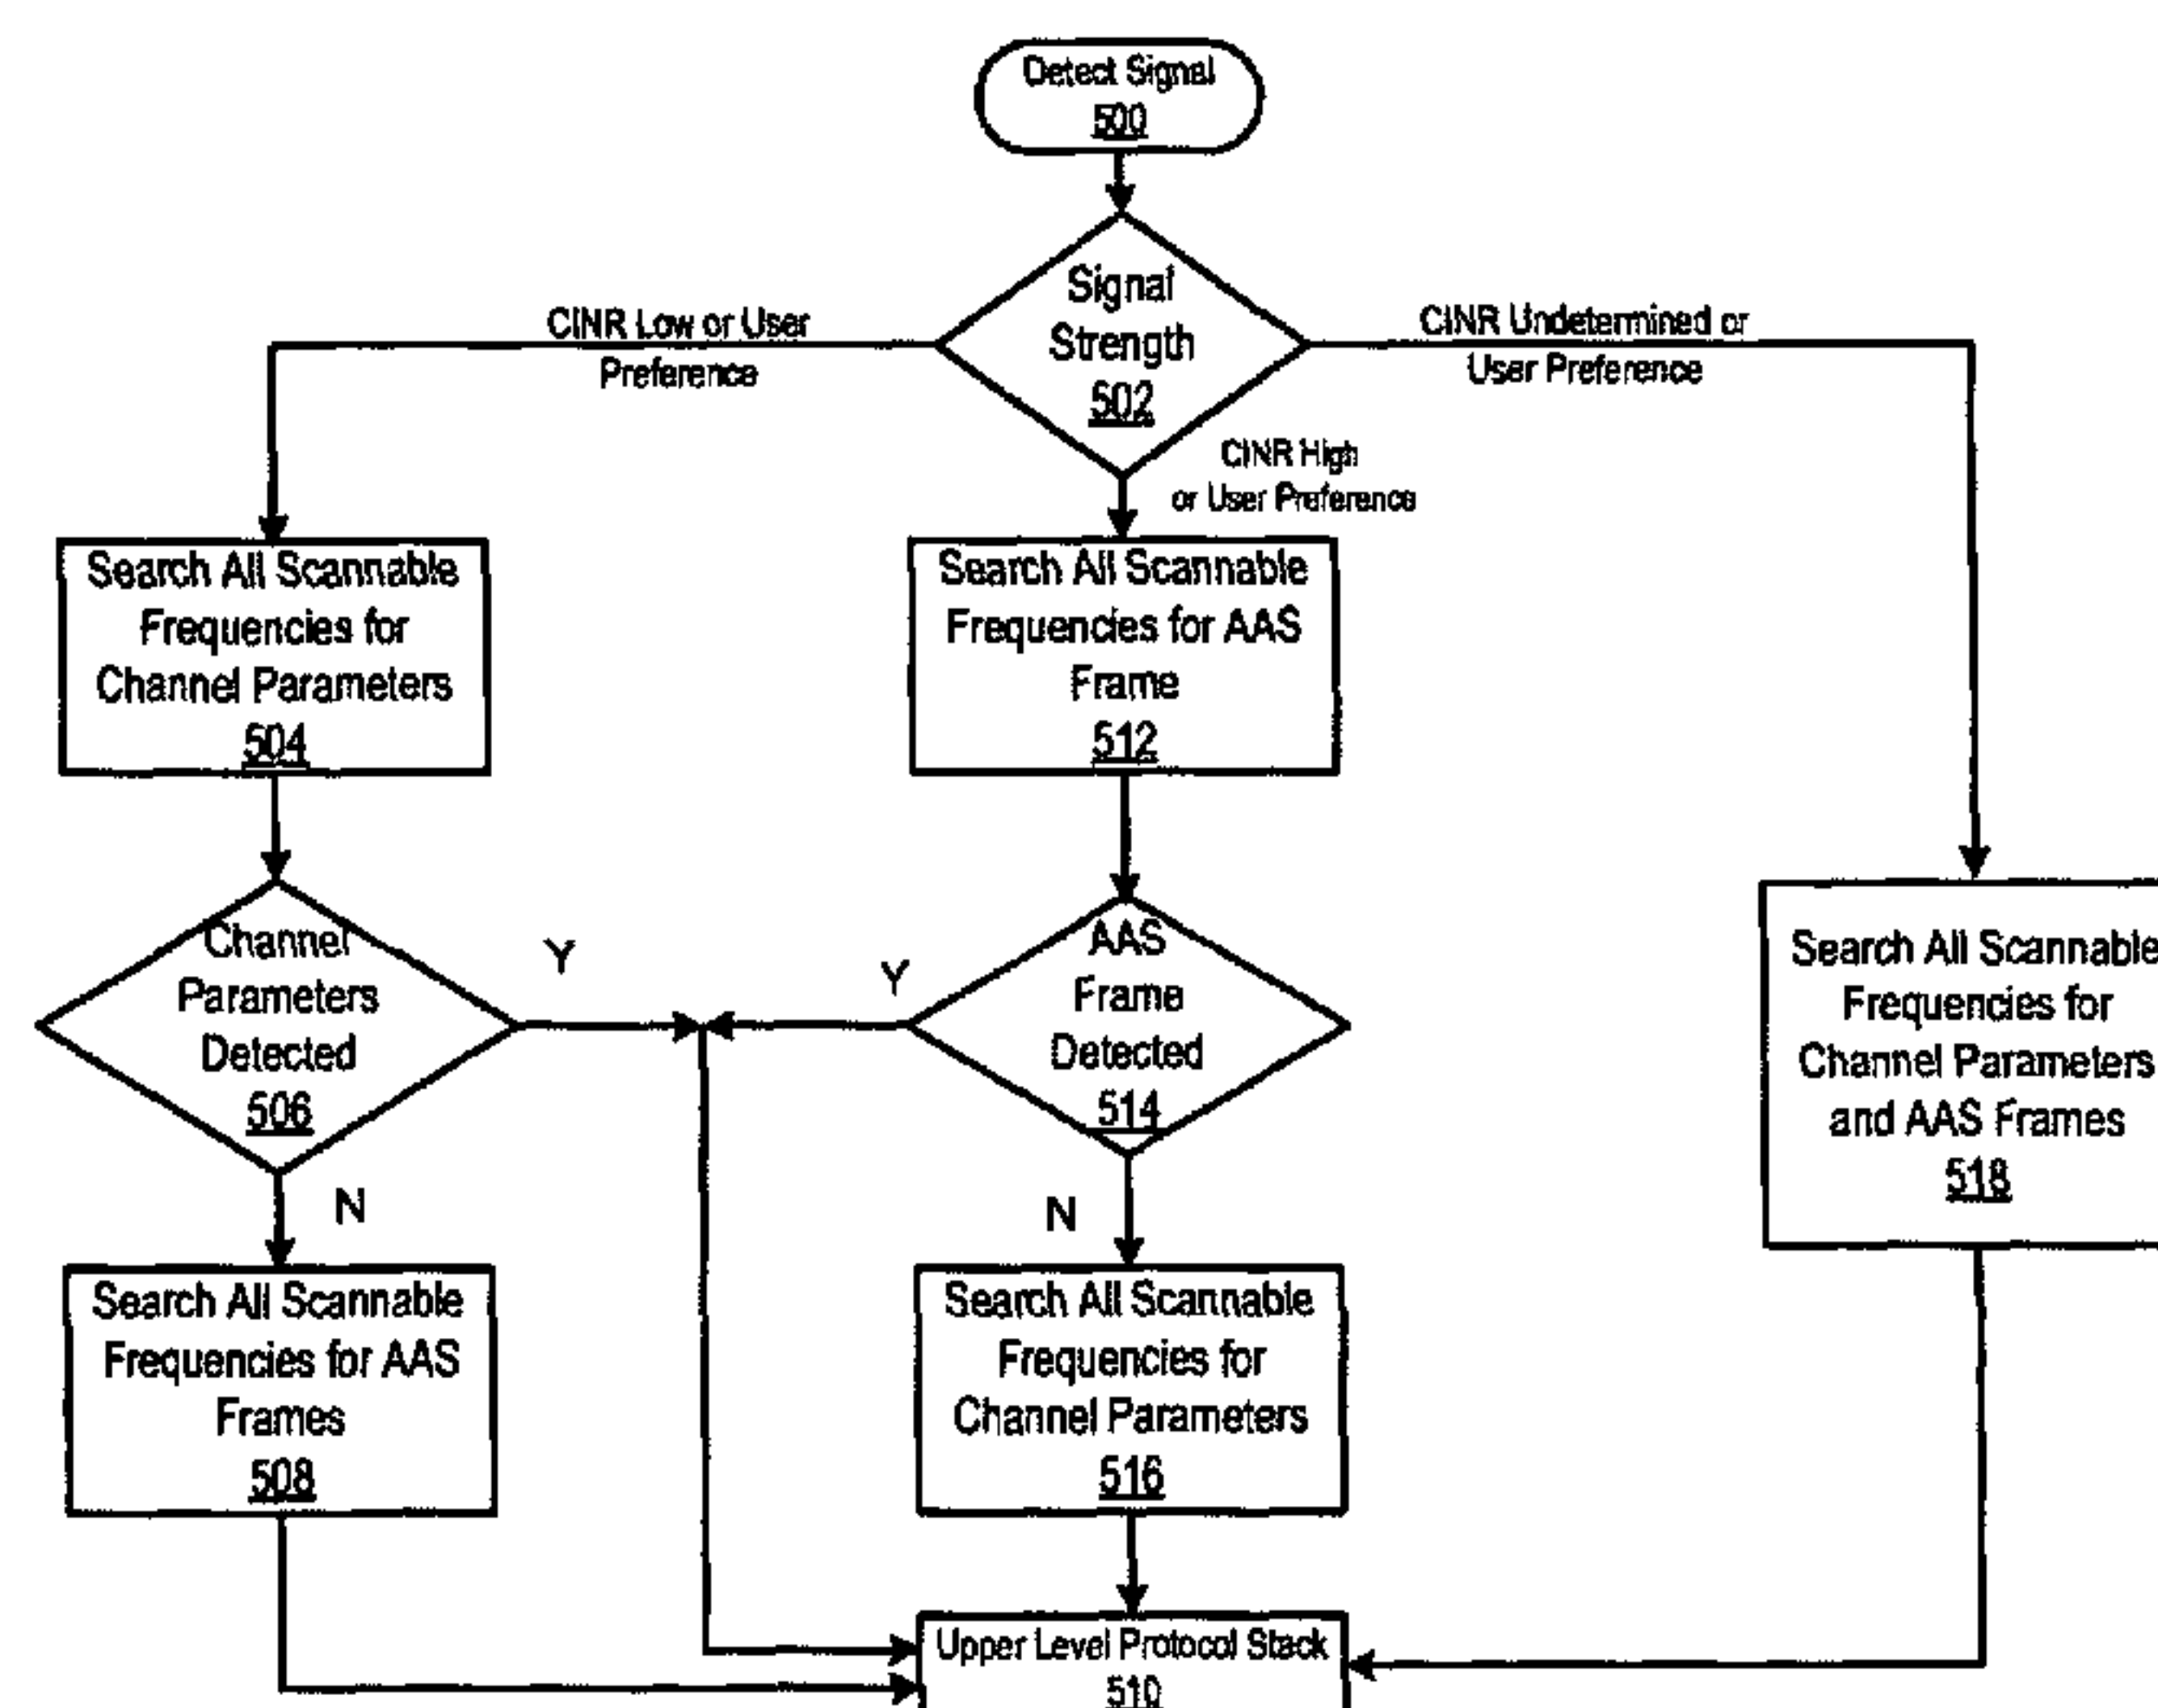 Detect Signal
500
Signal
Strength
502
CINR Low or User
Preference
CINR Undetermined or
User Preference
CINR High
or User Preference
Search All Scannable
Frequencies for
Channel Parameters
504
Search All Scannable
Frequencies for AAS
Frame
512
Channel
Parameters
Detected
506
Y
N
AAS
Frame
Detected
514
Y
N
Search All Scannable
Frequencies for
Channel Parameters
and AAS Frames
518
Search All Scannable
Frequencies for AAS
Frames
508
Search All Scannable
Frequencies for
Channel Parameters
516
Upper Level Protocol Stack
510